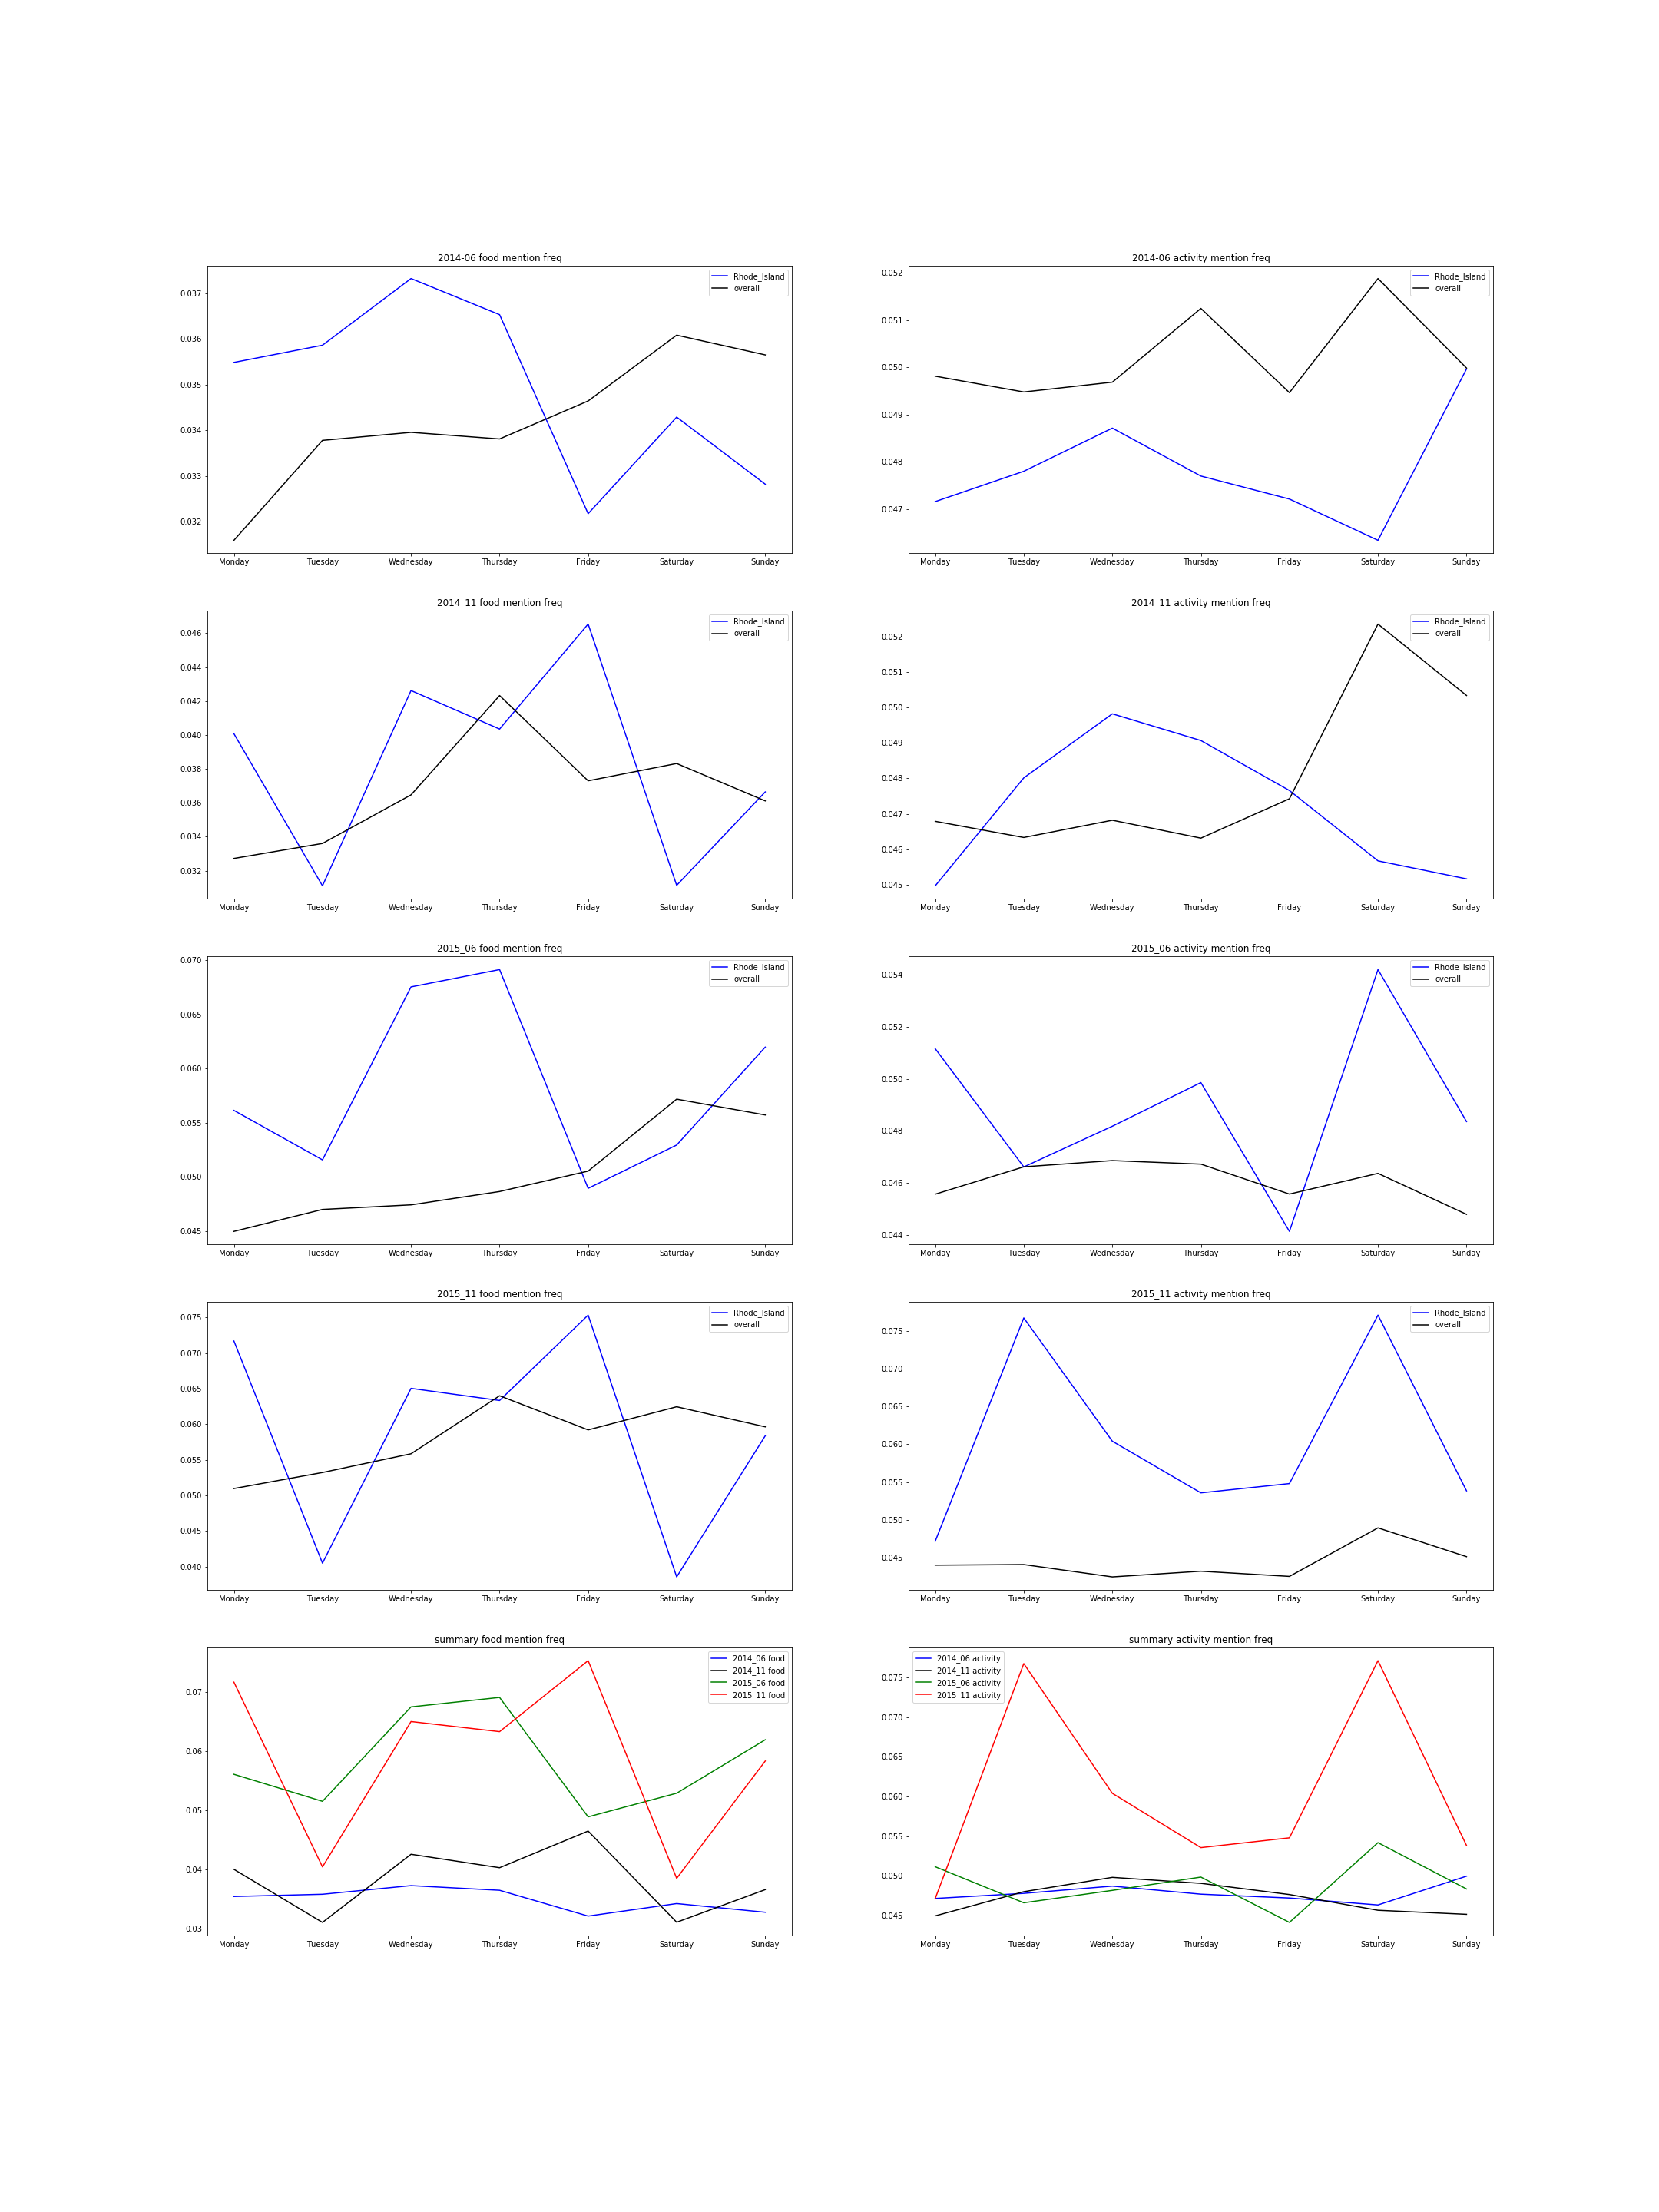 2014-06 food mention freq
Rhode_Island
overall
0.037
0.036
0.035
0.034
0.033
0.032
Monday Tuesday Wednesday Thursday Friday Saturday Sunday
2014-06 activity mention freq
Rhode_Island
overall
0.052
0.051
0.050
0.049
0.048
0.047
Monday Tuesday Wednesday Thursday Friday Saturday Sunday
2014_11 food mention freq
Rhode_Island
overall
0.046
0.044
0.042
0.040
0.038
0.036
0.034
0.032
Monday Tuesday Wednesday Thursday Friday Saturday Sunday
2014_11 activity mention freq
Rhode_Island
overall
0.052
0.051
0.050
0.049
0.048
0.047
0.046
0.045
Monday Tuesday Wednesday Thursday Friday Saturday Sunday
2015_06 food mention freq
Rhode_Island
overall
0.070
0.065
0.060
0.055
0.050
0.045
Monday Tuesday Wednesday Thursday Friday Saturday Sunday
2015_06 activity mention freq
Rhode_Island
overall
0.054
0.052
0.050
0.048
0.046
0.044
Monday Tuesday Wednesday Thursday Friday Saturday Sunday
2015_11 food mention freq
Rhode_Island
overall
0.075
0.070
0.065
0.060
0.055
0.050
0.045
0.040
Monday Tuesday Wednesday Thursday Friday Saturday Sunday
2015_11 activity mention freq
Rhode_Island
overall
0.075
0.070
0.065
0.060
0.055
0.050
0.045
Monday Tuesday Wednesday Thursday Friday Saturday Sunday
summary food mention freq
2014_06 food
2014_11 food
2015_06 food
2015_11 food
0.07
0.06
0.05
0.04
0.03
Monday Tuesday Wednesday Thursday Friday Saturday Sunday
summary activity mention freq
2014_06 activity
2014_11 activity
2015_06 activity
2015_11 activity
0.075
0.070
0.065
0.060
0.055
0.050
0.045
Monday Tuesday Wednesday Thursday Friday Saturday Sunday